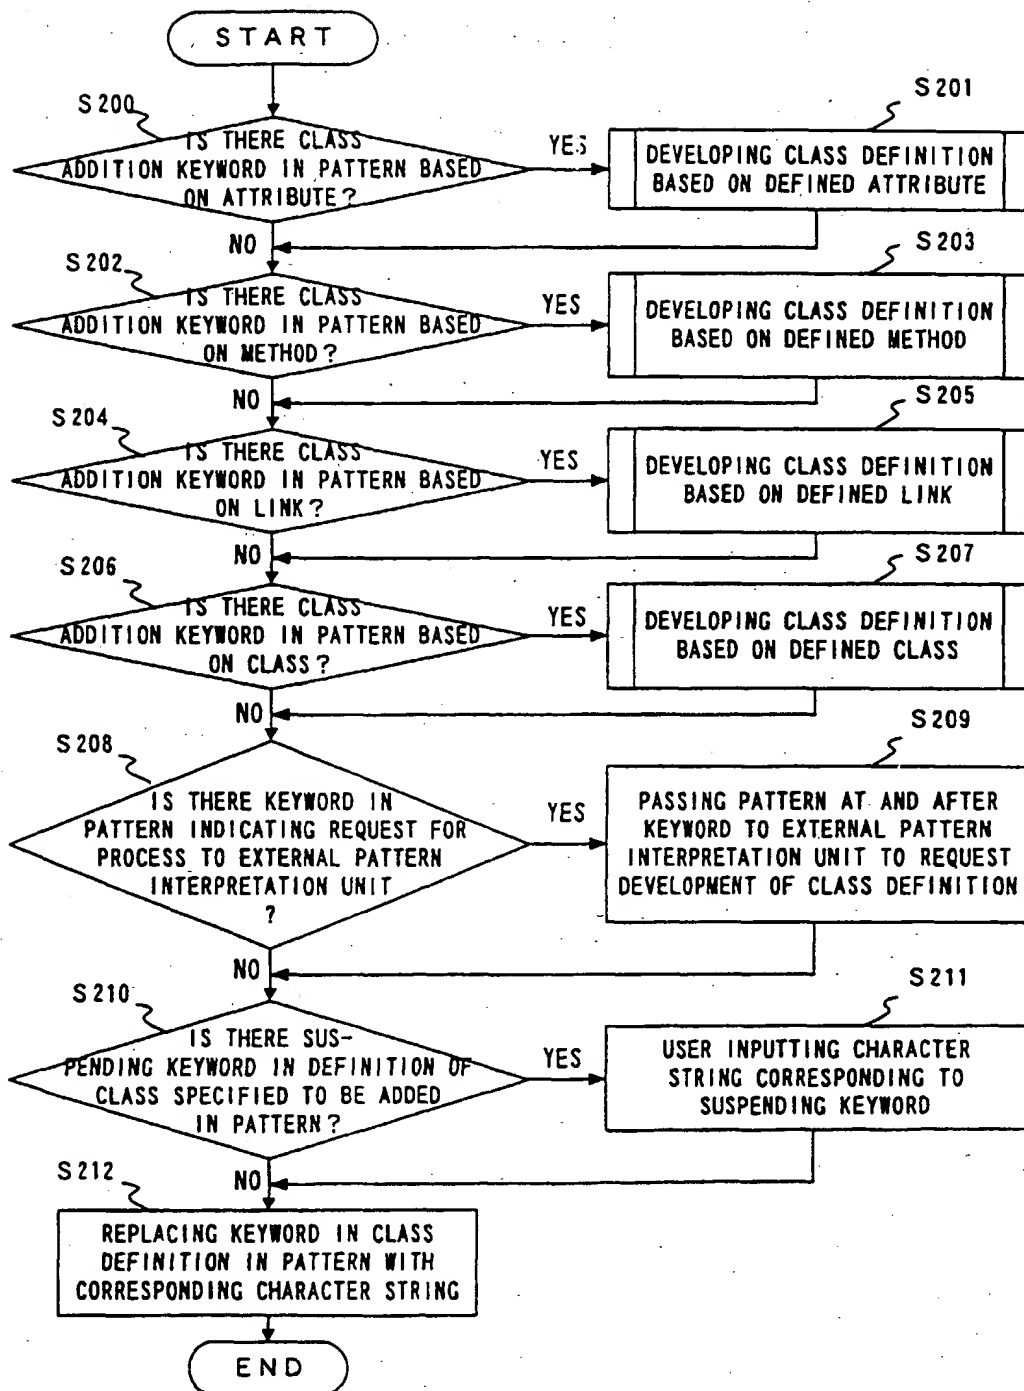 START
S200
IS THERE CLASS
ADDITION KEYWORD IN PATTERN BASED
ON ATTRIBUTE?
YES
S201
DEVELOPING CLASS DEFINITION
BASED ON DEFINED ATTRIBUTE
NO
S202
IS THERE CLASS
ADDITION KEYWORD IN PATTERN BASED
ON METHOD?
YES
S203
DEVELOPING CLASS DEFINITION
BASED ON DEFINED METHOD
NO
S204
IS THERE CLASS
ADDITION KEYWORD IN PATTERN BASED
ON LINK?
YES
S205
DEVELOPING CLASS DEFINITION
BASED ON DEFINED LINK
NO
S206
IS THERE CLASS
ADDITION KEYWORD IN PATTERN BASED
ON CLASS?
YES
S207
DEVELOPING CLASS DEFINITION
BASED ON DEFINED CLASS
NO
S208
IS THERE KEYWORD IN
PATTERN INDICATING REQUEST FOR
PROCESS TO EXTERNAL PATTERN
INTERPRETATION UNIT
?
YES
S209
PASSING PATTERN AT AND AFTER
KEYWORD TO EXTERNAL PATTERN
INTERPRETATION UNIT TO REQUEST
DEVELOPMENT OF CLASS DEFINITION
NO
S210
IS THERE SUS-
PENDING KEYWORD IN DEFINITION OF
CLASS SPECIFIED TO BE ADDED
IN PATTERN?
YES
S211
USER INPUTTING CHARACTER
STRING CORRESPONDING TO
SUSPENDING KEYWORD
NO
S212
REPLACING KEYWORD IN CLASS
DEFINITION IN PATTERN WITH
CORRESPONDING CHARACTER STRING
END